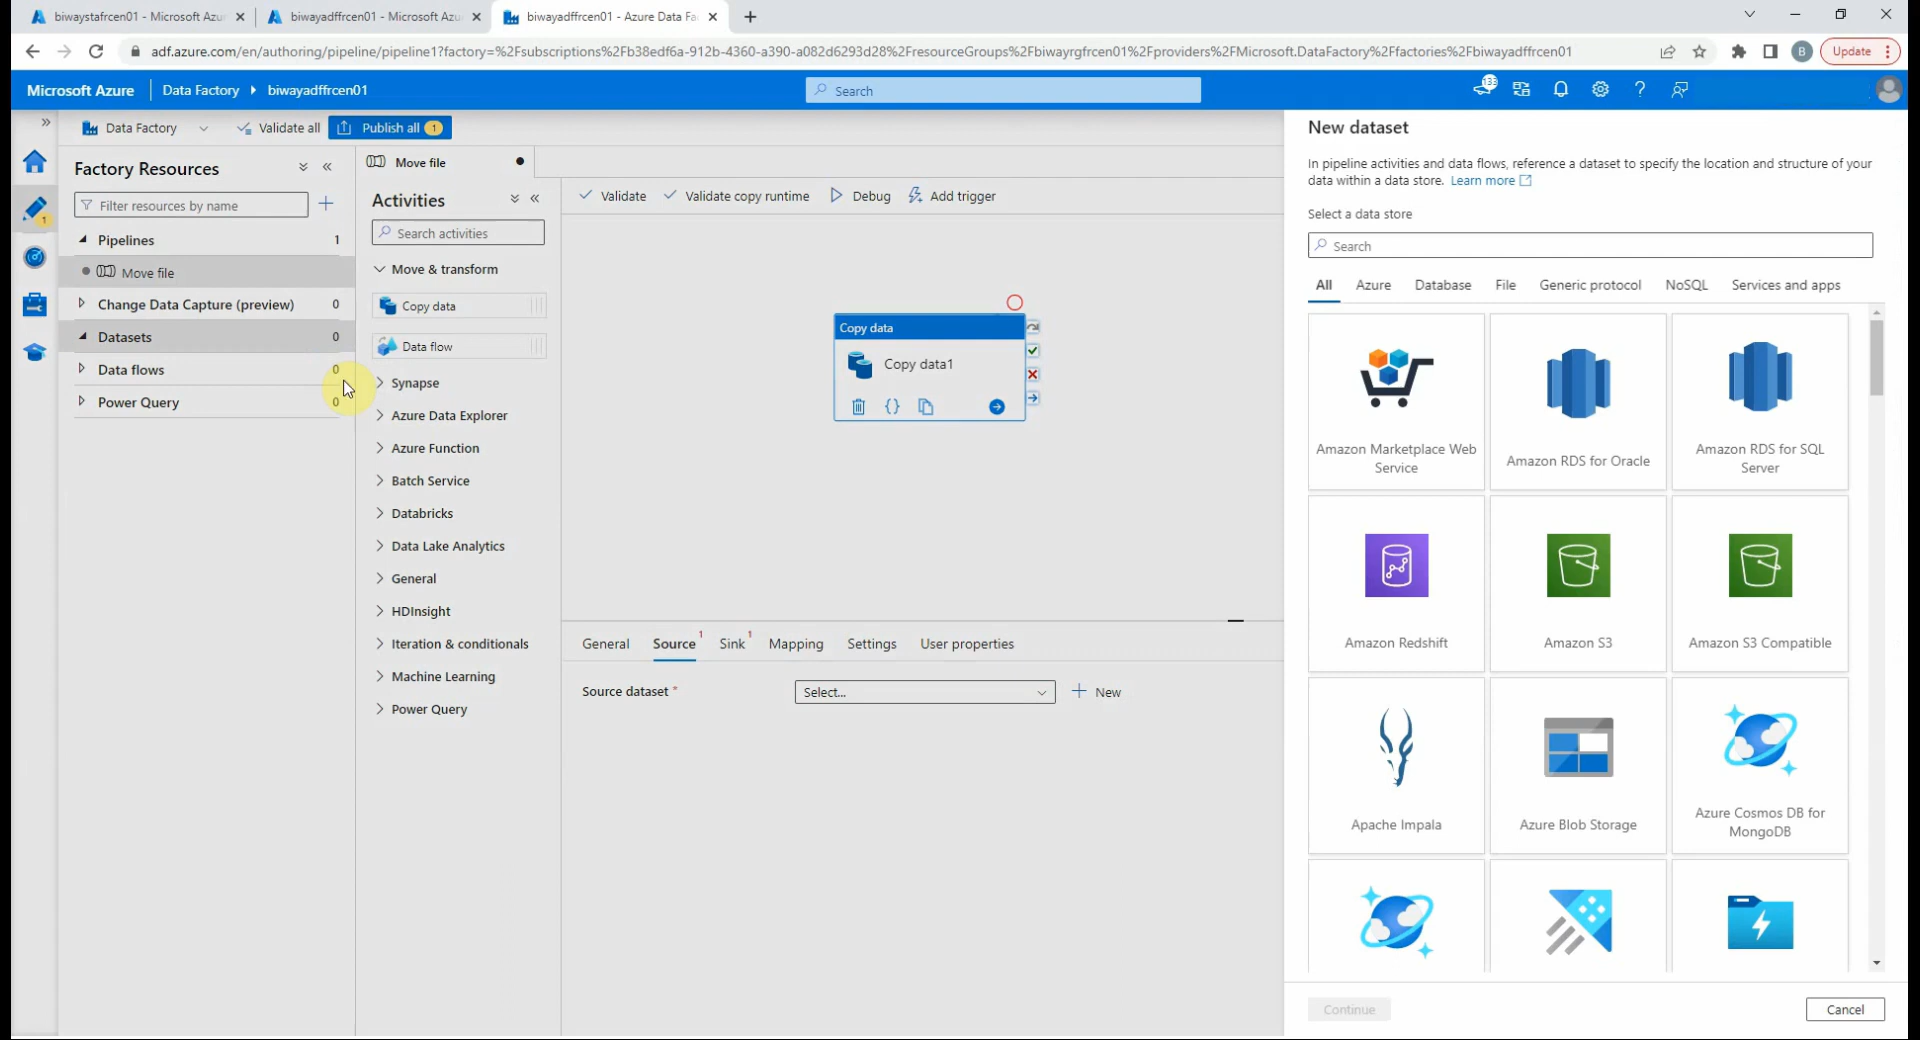 biwaystafrcen01 - Microsoft Azur
biwayadffrcen01 - Microsoft Azu
biwayadffrcen01 - Azure Data Fa
adf.azure.com/en/authoring/pipeline/pipeline1?factory=%2Fsubscriptions%2Fb38edf6a-912b-4360-a390-a082d6293d28%2FresourceGroups%2Fbiwayrgfrcen01%2Fproviders%2FMicrosoft.DataFactory%2Ffactories%2Fbiwayadffrcen01
B
Update
Microsoft Azure
Data Factory
biwayadffrcen01
Search
133
Data Factory
Validate all
Publish all 1
Factory Resources
Filter resources by name
1
Pipelines 1
Move file
Change Data Capture (preview) 0
Datasets 0
Data flows 0
Power Query 0
Move file
Activities
Search activities
Move & transform
Copy data
Data flow
Synapse
Azure Data Explorer
Azure Function
Batch Service
Databricks
Data Lake Analytics
General
HDInsight
Iteration & conditionals
Machine Learning
Power Query
Validate
Validate copy runtime
Debug
Add trigger
Copy data
Copy data1
General
Source 1
Sink 1
Mapping
Settings
User properties
Source dataset *
Select...
New
New dataset
In pipeline activities and data flows, reference a dataset to specify the location and structure of your
data within a data store. Learn more
Select a data store
Search
All
Azure
Database
File
Generic protocol
NoSQL
Services and apps
Amazon Marketplace Web
Service
Amazon RDS for Oracle
Amazon RDS for SQL
Server
Amazon Redshift
Amazon S3
Amazon S3 Compatible
Apache Impala
Azure Blob Storage
Azure Cosmos DB for
MongoDB
Continue
Cancel